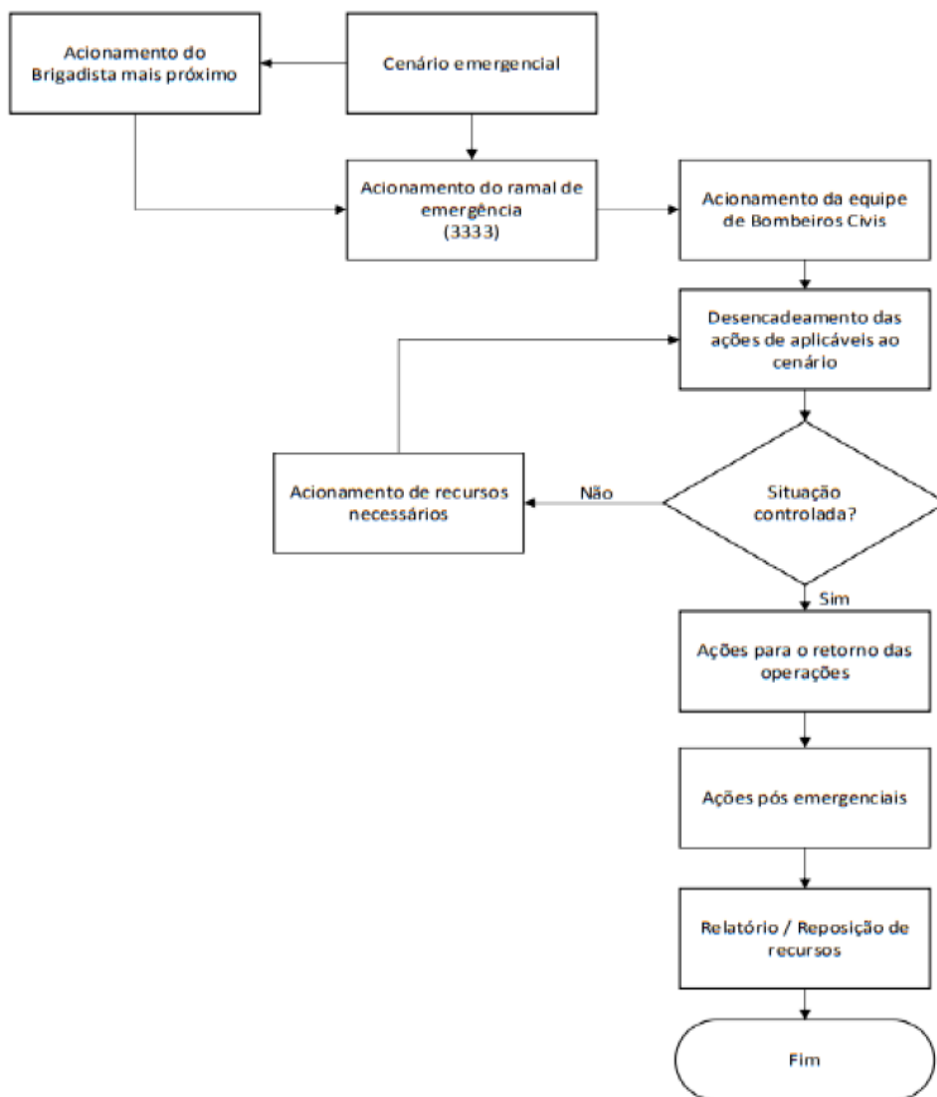 Acionamento do
Brigadista mais próximo
Cenário emergencial
Acionamento do ramal de
emergência
(3333)
Acionamento da equipe
de Bombeiros Civis
Desencadeamento das
ações de aplicáveis ao
cenário
Acionamento de recursos
necessários
Não
Situação
controlada?
Sim
Ações para o retorno das
operações
Ações pós emergenciais
Relatório / Reposição de
recursos
Fim